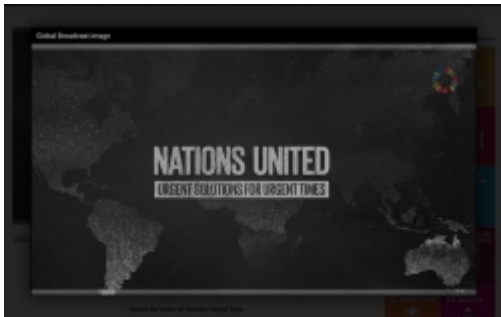 Global Broadcast image
NATIONS UNITED
URGENT SOLUTIONS FOR URGENT TIMES